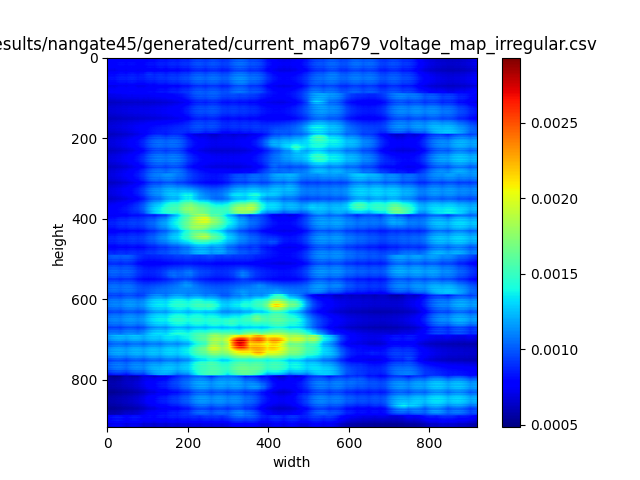 esults/nangate45/generated/current_map679_voltage_map_irregular.csv
0
200
400
600
800
height
0 200 400 600 800
width
0.0025
0.0020
0.0015
0.0010
0.0005